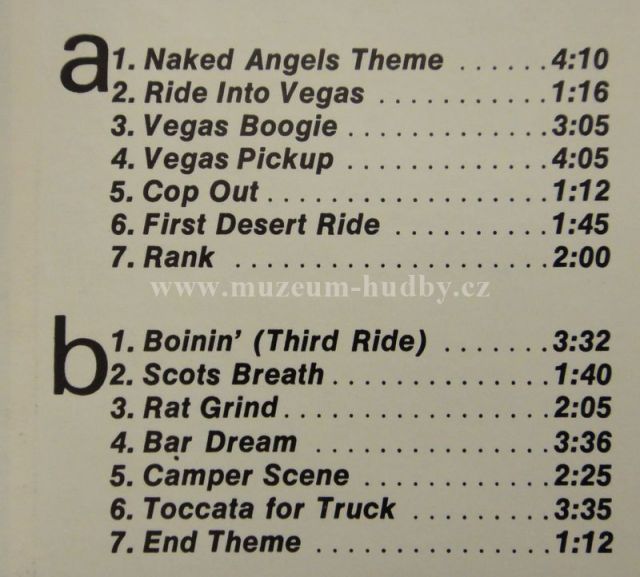 a
1. Naked Angels Theme ...... 4:10
2. Ride Into Vegas ........... 1:16
3. Vegas Boogie ............. 3:05
4. Vegas Pickup ............. 4:05
5. Cop Out .................. 1:12
6. First Desert Ride .......... 1:45
7. Rank .................... 2:00
www.muzeum-hudby.cz
b
1. Boinin' (Third Ride) ....... 3:32
2. Scots Breath .............. 1:40
3. Rat Grind ................. 2:05
4. Bar Dream ............... 3:36
5. Camper Scene ............ 2:25
6. Toccata for Truck ......... 3:35
7. End Theme ............... 1:12